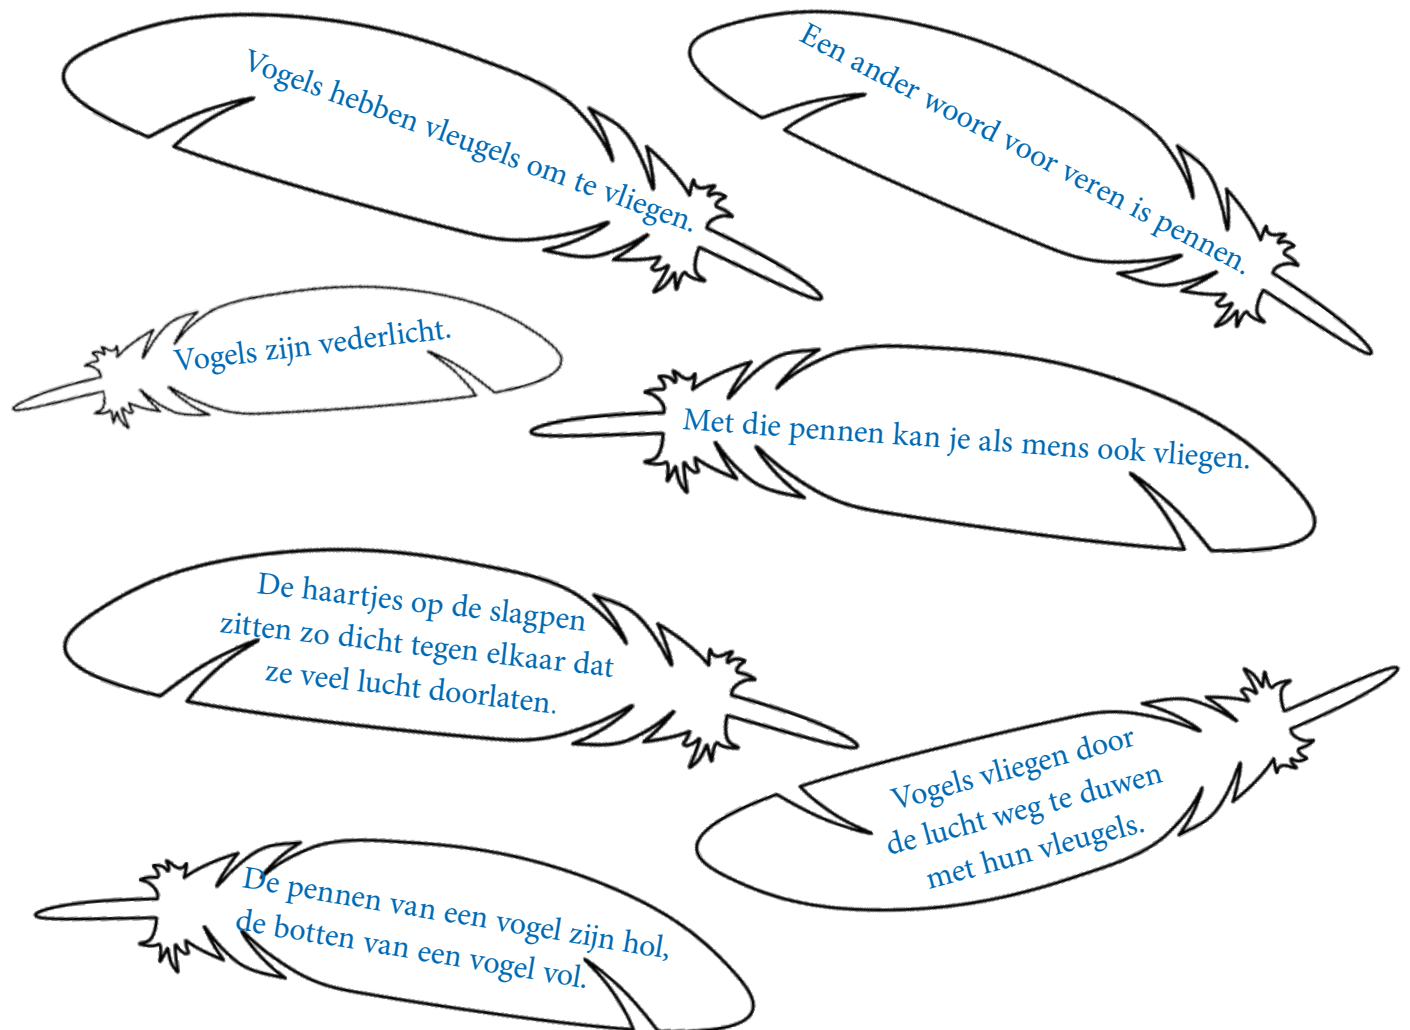 Vogels hebben vleugels om te vliegen.
Een ander woord voor veren is pennen.
Vogels zijn vederlicht.
Met die pennen kan je als mens ook vliegen.
De haartjes op de slagpen
zitten zo dicht tegen elkaar dat
ze veel lucht doorlaten.
Vogels vliegen door
de lucht weg te duwen
met hun vleugels.
De pennen van een vogel zijn hol,
de botten van een vogel vol.